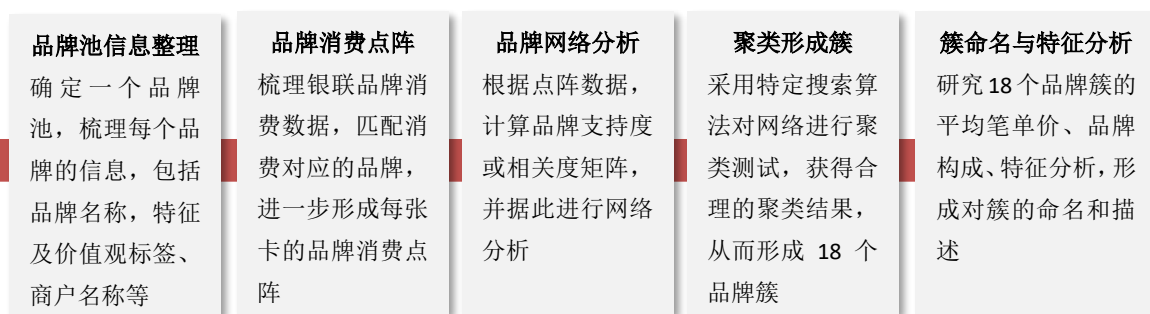 品牌池信息整理
确定一个品牌
池，梳理每个品
牌的信息，包括
品牌名称，特征
及价值观标签、
商户名称等
品牌消费点阵
梳理银联品牌消
费数据，匹配消
费对应的品牌，
进一步形成每张
卡的品牌消费点
阵
品牌网络分析
根据点阵数据，
计算品牌支持度
或相关度矩阵，
并据此进行网络
分析
聚类形成簇
采用特定搜索算
法对网络进行聚
类测试，获得合
理的聚类结果，
从而形成 18 个
品牌簇
簇命名与特征分析
研究 18 个品牌簇的
平均笔单价、品牌
构成、特征分析，形
成对簇的命名和描
述